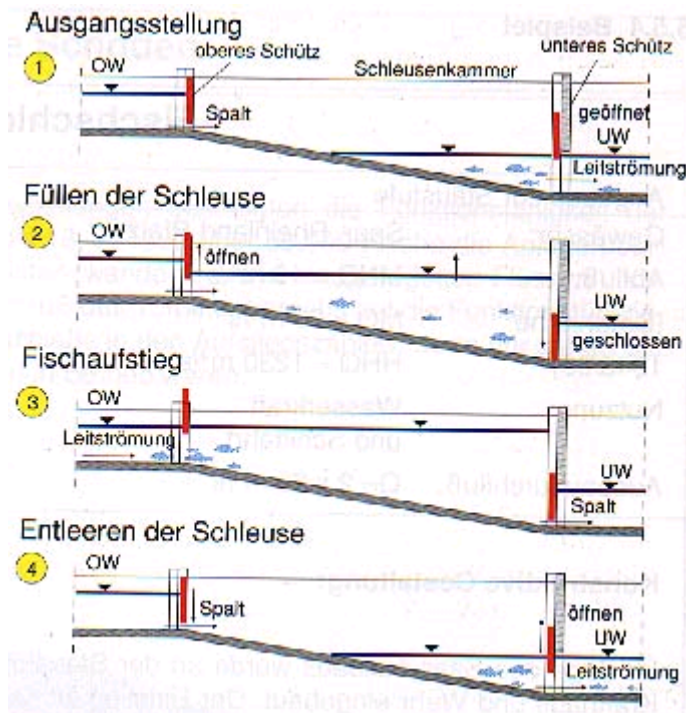 Ausgangsstellung
1
OW
oberes Schütz
Spalt
Schleusenkammer
unteres Schütz
geöffnet
UW
Leitströmung
Füllen der Schleuse
2
OW
öffnen
UW
geschlossen
Fischaufstieg
3
OW
Leitströmung
UW
Spalt
Entleeren der Schleuse
4
OW
Spalt
öffnen
UW
Leitströmung